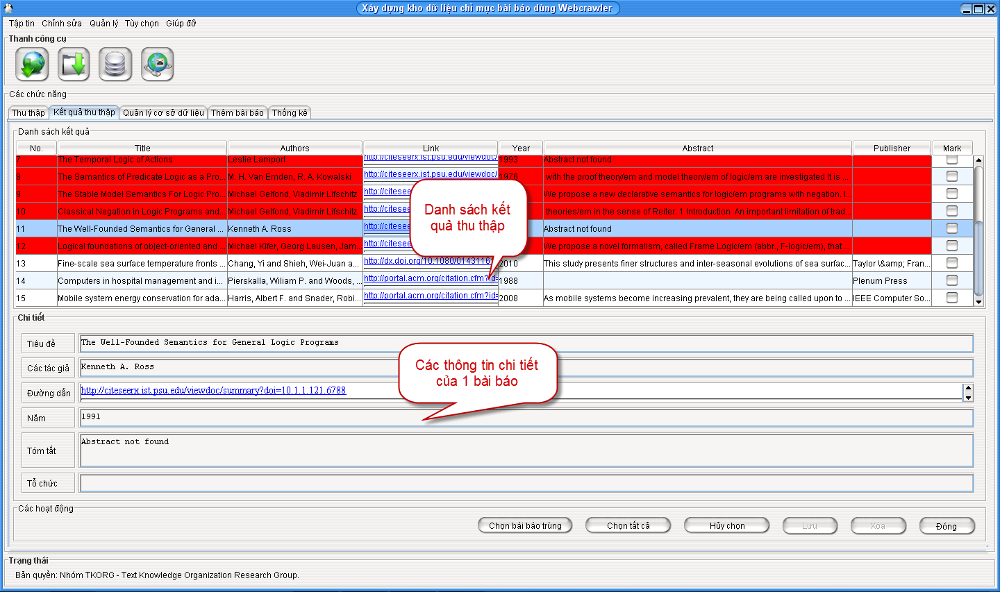 Xây dựng kho dữ liệu chỉ mục bài báo dùng Webcrawler
Tập tin Chỉnh sửa Quản lý Tùy chọn Giúp đỡ
Thanh công cụ
Các chức năng
Thu thập Kết quả thu thập Quản lý cơ sở dữ liệu Thêm bài báo Thống kê
Danh sách kết quả
No. Title Authors Link Year Abstract Publisher Mark
7 The Temporal Logic of Actions Leslie Lamport http://citeseerx.ist.psu.edu/viewdoc/ 1993 Abstract not found
8 The Semantics of Predicate Logic as a Pro... M. H. Van Emden, R. A. Kowalski http://citeseerx.ist.psu.edu/viewdoc/ 1976 with the proof theory/em and model theory/em of logic/em are investigated It is ...
9 The Stable Model Semantics For Logic Pro... Michael Gelfond, Vladimir Lifschitz http://citesee We propose a new declarative semantics for logic/em programs with negation. I...
10 Classical Negation in Logic Programs and ... Michael Gelfond, Vladimir Lifschitz http://citesee theories/em in the sense of Reiter. 1 Introduction An important limitation of trad...
11 The Well-Founded Semantics for General ... Kenneth A. Ross http://citesee Abstract not found
12 Logical foundations of object-oriented and ... Michael Kifer, Georg Lausen, Jam... http://citesee We propose a novel formalism, called Frame Logic/em (abbr., F-logic/em), that ...
13 Fine-scale sea surface temperature fronts ... Chang, Yi and Shieh, Wei-Juan a... http://dx.doi.org/10.1080/0143116 2010 This study presents finer structures and inter-seasonal evolutions of sea surfac... Taylor \&amp; Fran...
14 Computers in hospital management and i... Pierskalla, Wiliam P. and Woods, ... http://portal.acm.org/citation.cfm?id= 1988 Plenum Press
15 Mobile system energy conservation for ada... Harris, Albert F. and Snader, Robi... http://portal.acm.org/citation.cfm?id= 2008 As mobile systems become increasing prevalent, they are being called upon to ... IEEE Computer So...
Danh sách kết
quả thu thập
Chi tiết
Tiêu đề The Well-Founded Semantics for General Logic Programs
Các tác giả Kenneth A. Ross
Đường dẫn http://citeseerx.ist.psu.edu/viewdoc/summary?doi=10.1.1.121.6788
Năm 1991
Tóm tắt Abstract not found
Tổ chức
Các thông tin chi tiết
của 1 bài báo
Các hoạt động
Chọn bài báo trùng Chọn tất cả Hủy chọn Lưu Xóa Đóng
Trạng thái
Bản quyền: Nhóm TKORG - Text Knowledge Organization Research Group.